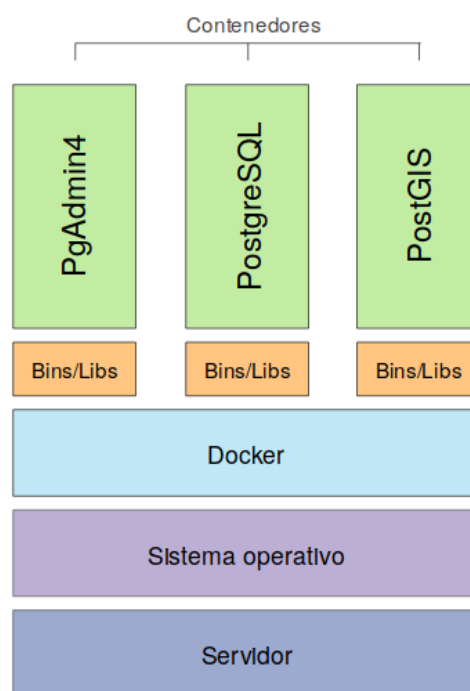 Contenedores
PgAdmin4
PostgreSQL
PostGIS
Bins/Libs
Bins/Libs
Bins/Libs
Docker
SIstema operativo
Servidor